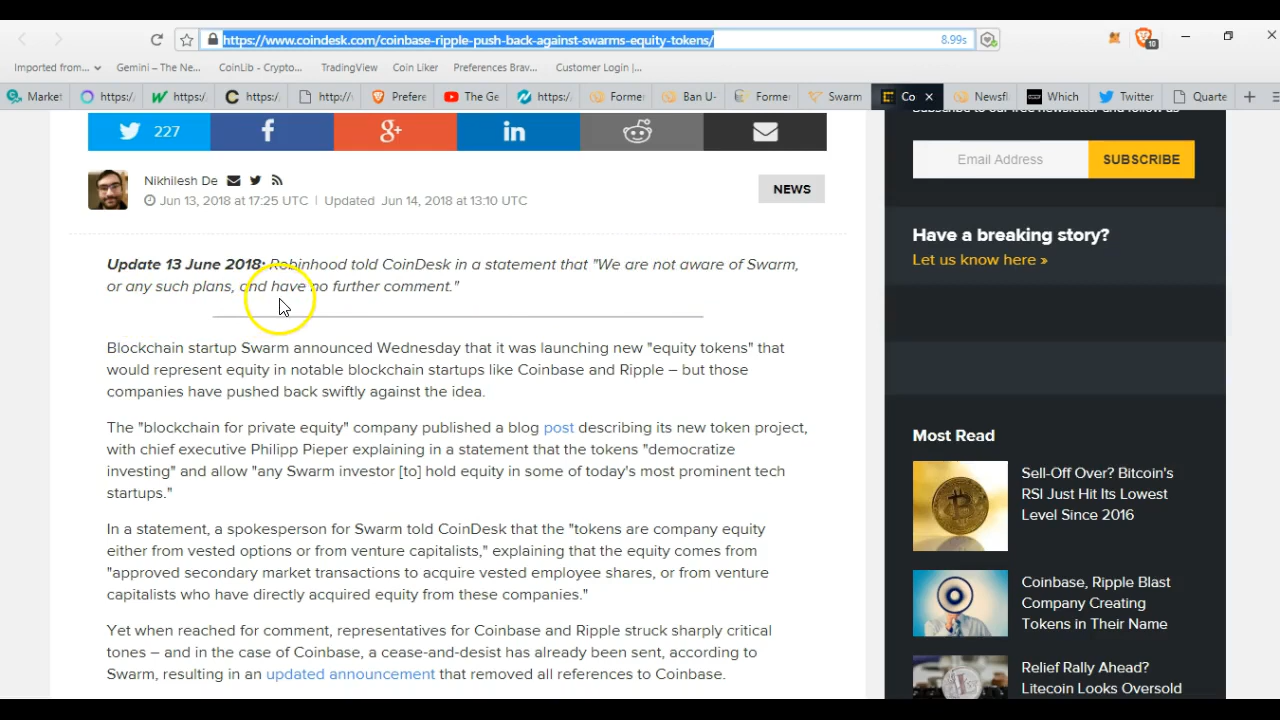 https://www.coindesk.com/coinbase-ripple-push-back-against-swarms-equity-tokens/
8.99s
10
Imported from...
Gemini – The Ne...
CoinLib - Crypto...
TradingView
Coin Liker
Preferences Brav...
Customer Login |...
Market
https:/
https:/
https:/
http://
Prefere
The Ge
https:/
Forme
Ban U-
Forme
Swarm
Co
Newsfl
Which
Twitter
Quarte
227
Nikhilesh De
Jun 13, 2018 at 17:25 UTC | Updated Jun 14, 2018 at 13:10 UTC
NEWS
Update 13 June 2018: Robinhood told CoinDesk in a statement that "We are not aware of Swarm,
or any such plans, and have no further comment."
Blockchain startup Swarm announced Wednesday that it was launching new "equity tokens" that
would represent equity in notable blockchain startups like Coinbase and Ripple – but those
companies have pushed back swiftly against the idea.
The "blockchain for private equity" company published a blog post describing its new token project,
with chief executive Philipp Pieper explaining in a statement that the tokens "democratize
investing" and allow "any Swarm investor [to] hold equity in some of today's most prominent tech
startups."
In a statement, a spokesperson for Swarm told CoinDesk that the "tokens are company equity
either from vested options or from venture capitalists," explaining that the equity comes from
"approved secondary market transactions to acquire vested employee shares, or from venture
capitalists who have directly acquired equity from these companies."
Yet when reached for comment, representatives for Coinbase and Ripple struck sharply critical
tones – and in the case of Coinbase, a cease-and-desist has already been sent, according to
Swarm, resulting in an updated announcement that removed all references to Coinbase.
Subscribe to our free newsletter and follow us
Email Address
SUBSCRIBE
Have a breaking story?
Let us know here »
Most Read
Sell-Off Over? Bitcoin's
RSI Just Hit Its Lowest
Level Since 2016
Coinbase, Ripple Blast
Company Creating
Tokens in Their Name
Relief Rally Ahead?
Litecoin Looks Oversold